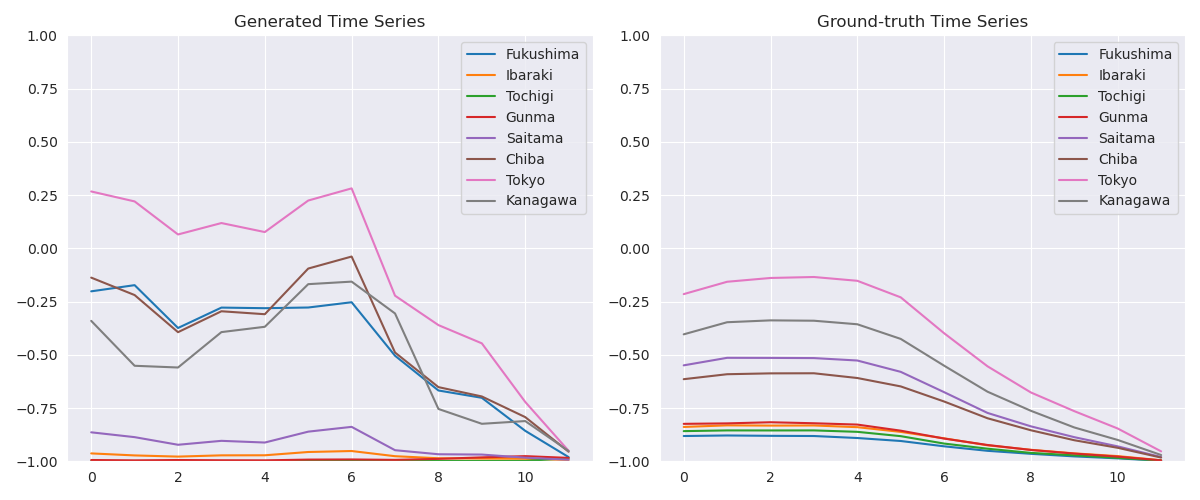 Generated Time Series
1.00
0.75
0.50
0.25
0.00
−0.25
−0.50
−0.75
−1.00
0 2 4 6 8 10
Fukushima
Ibaraki
Tochigi
Gunma
Saitama
Chiba
Tokyo
Kanagawa
Ground-truth Time Series
1.00
0.75
0.50
0.25
0.00
−0.25
−0.50
−0.75
−1.00
0 2 4 6 8 10
Fukushima
Ibaraki
Tochigi
Gunma
Saitama
Chiba
Tokyo
Kanagawa